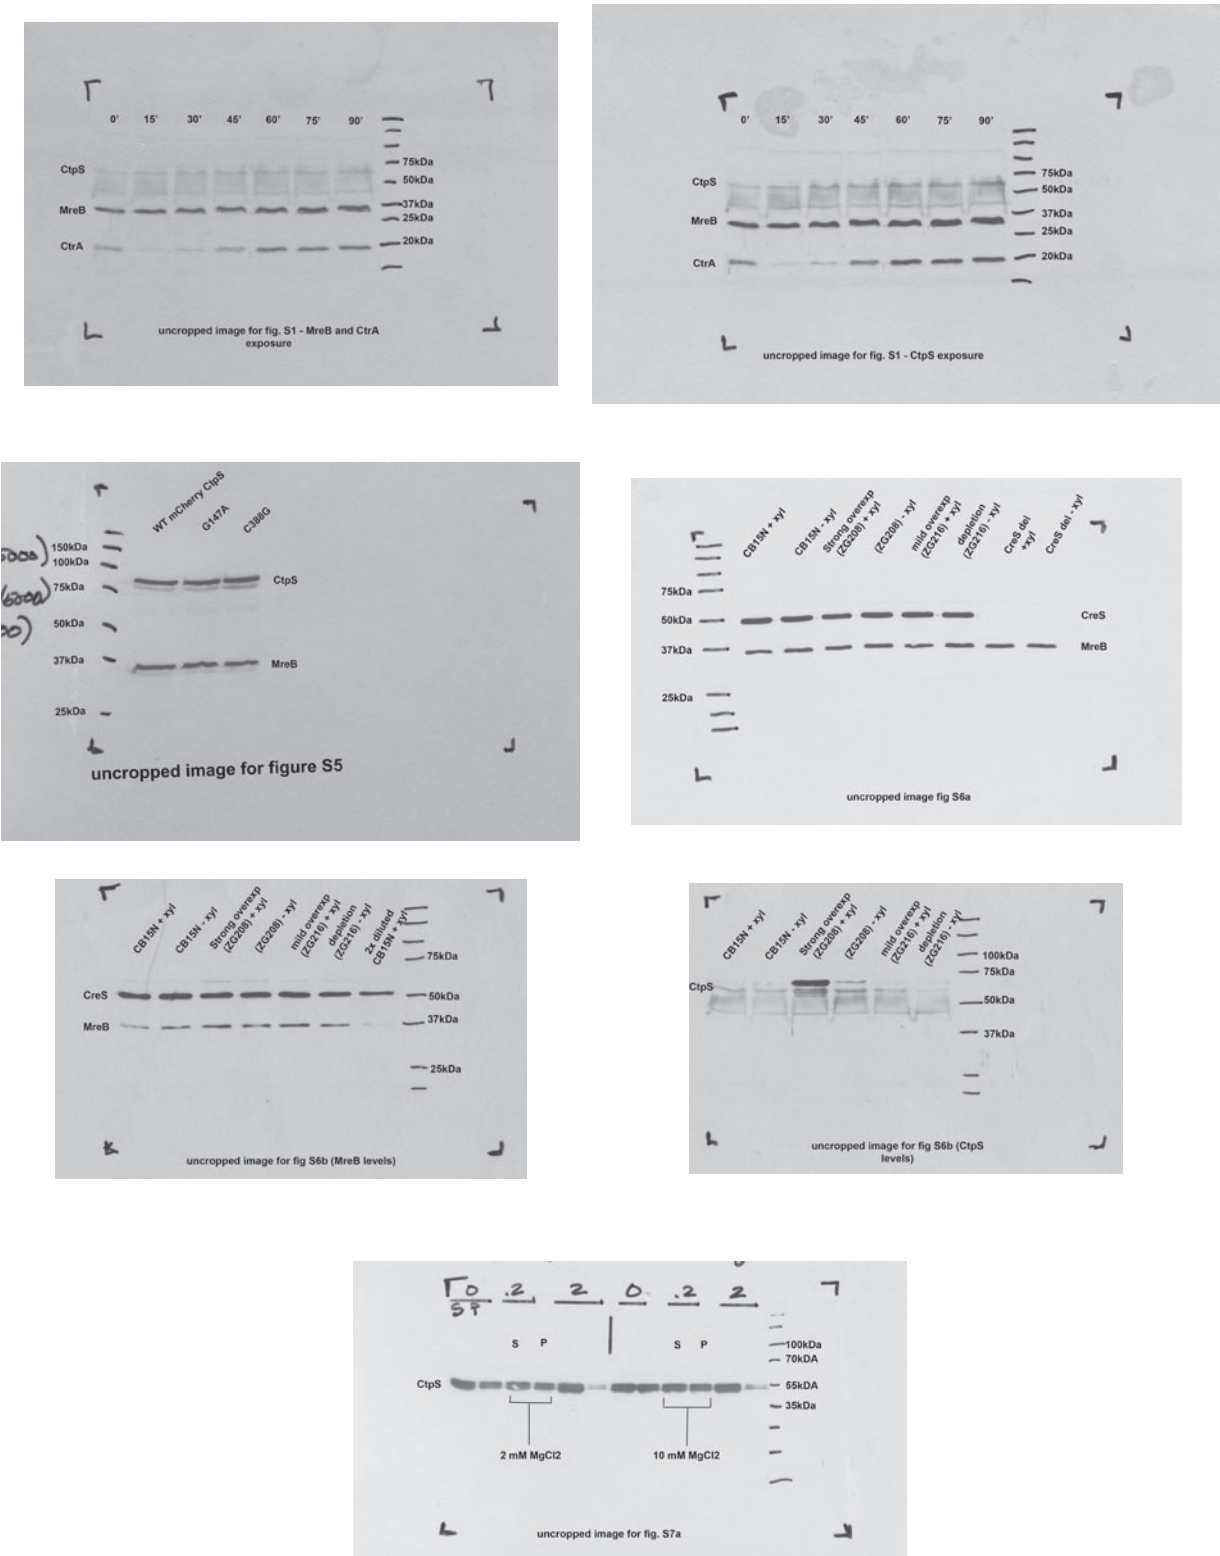 0' 15' 30' 45' 60' 75' 90'
CtpS
MreB
CtrA
75kDa
50kDa
37kDa
25kDa
20kDa
uncropped image for fig. S1 - MreB and CtrA
exposure
0' 15' 30' 45' 60' 75' 90'
CtpS
MreB
CtrA
75kDa
50kDa
37kDa
25kDa
20kDa
uncropped image for fig. S1 - CtpS exposure
WT mCherry CtpS
G147A
C388G
150kDa
100kDa
75kDa
50kDa
37kDa
25kDa
CtpS
MreB
uncropped image for figure S5
CB15N + xyl
CB15N - xyl
Strong overexp
(ZG208) + xyl
(ZG208) - xyl
mild overexp
(ZG216) + xyl
depletion
(ZG216) - xyl
CreS del
+xyl
CreS del - xyl
75kDa
50kDa
37kDa
25kDa
CreS
MreB
uncropped image fig S6a
CB15N + xyl
CB15N - xyl
Strong overexp
(ZG208) + xyl
(ZG208) - xyl
mild overexp
(ZG216) + xyl
depletion
(ZG216) - xyl
2x diluted
CB15N + xyl
CreS
MreB
75kDa
50kDa
37kDa
25kDa
uncropped image for fig S6b (MreB levels)
CB15N + xyl
CB15N - xyl
Strong overexp
(ZG208) + xyl
(ZG208) - xyl
mild overexp
(ZG216) + xyl
depletion
(ZG216) - xyl
CtpS
100kDa
75kDa
50kDa
37kDa
uncropped image for fig S6b (CtpS
levels)
0 .2 2 0 .2 2
S P
S P S P
CtpS
100kDa
70kDA
55kDA
35kDa
2 mM MgCl2 10 mM MgCl2
uncropped image for fig. S7a